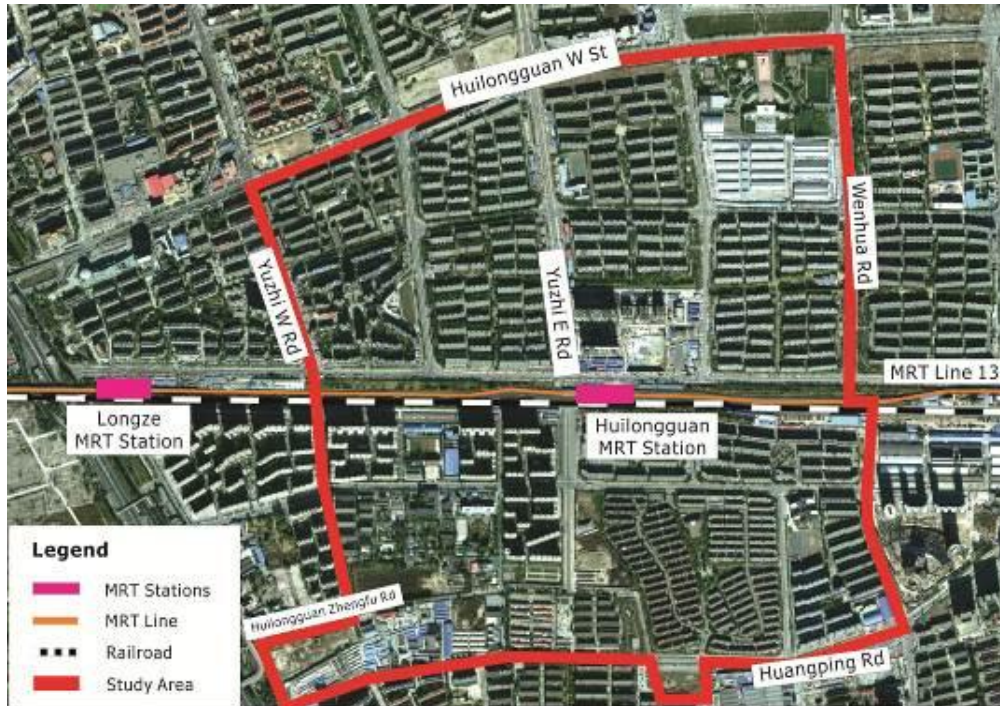 Huilongguan W St
Wenhua Rd
Yuzhi W Rd
Yuzhi E Rd
MRT Line 13
Longze
MRT Station
Huilongguan
MRT Station
Huilongguan Zhengfu Rd
Huangping Rd
Legend
MRT Stations
MRT Line
Railroad
Study Area